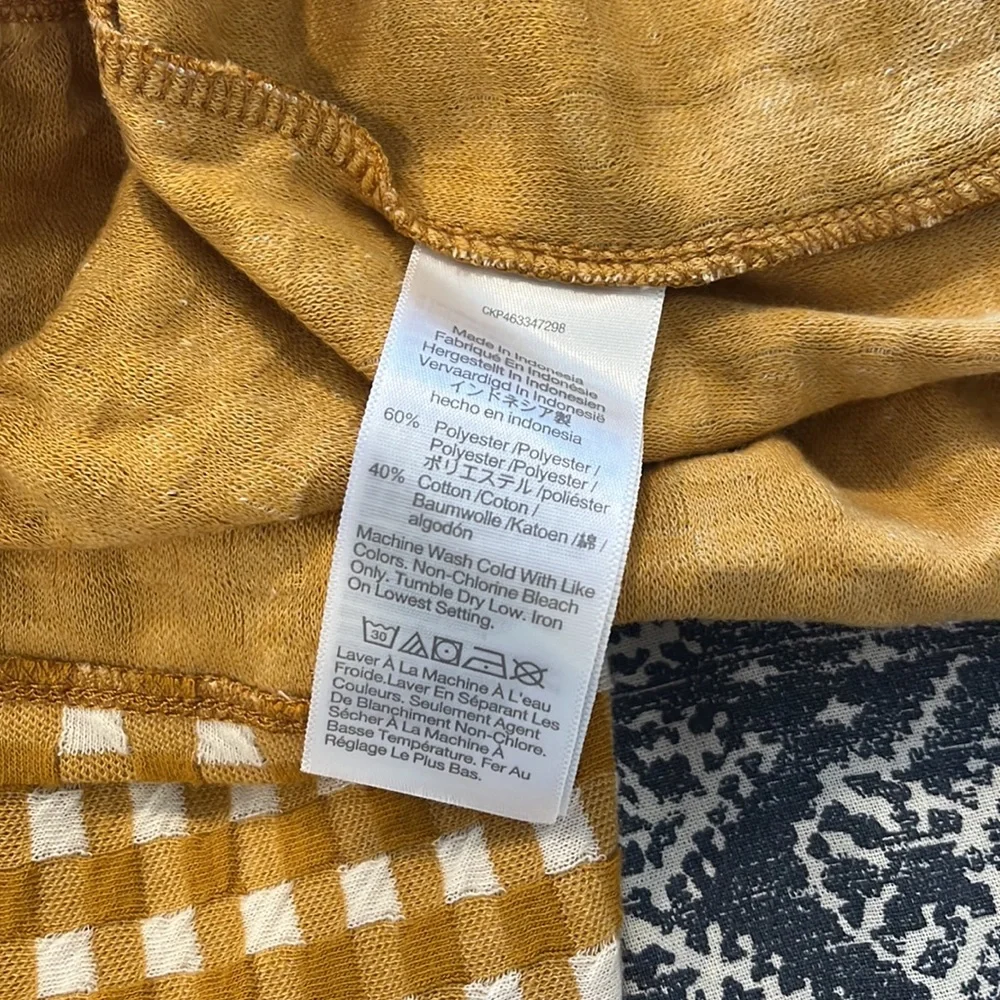 CKP463347298
Made In Indonesia
Fabriqué En Indonésie
Hergestellt In Indonesien
Vervaardigd In Indonesië
インドネシア製
hecho en indonesia
60% Polyester /Polyester /
Polyester /Polyester /
ポリエステル /poliéster
40% Cotton /Coton /
Baumwolle /Katoen /綿 /
algodón
Machine Wash Cold With Like
Colors. Non-Chlorine Bleach
Only. Tumble Dry Low. Iron
On Lowest Setting.
30
Laver À La Machine À L'eau
Froide.Laver En Séparant Les
Couleurs. Seulement Agent
De Blanchiment Non-Chlore.
Sécher À La Machine À
Basse Température. Fer Au
Réglage Le Plus Bas.